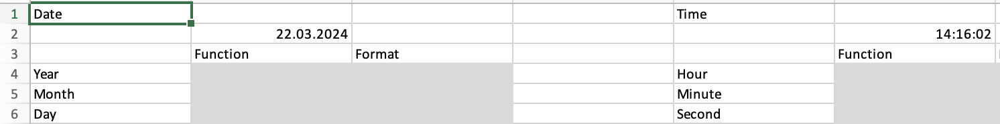 1 Date Time
2 22.03.2024 14:16:02
3 Function Format Function
4 Year Hour
5 Month Minute
6 Day Second